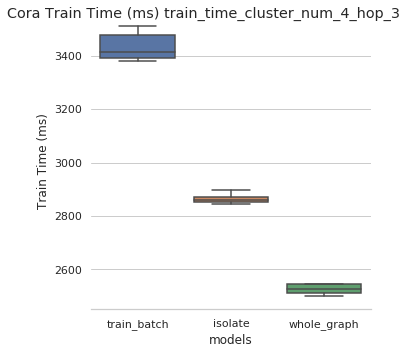 Cora Train Time (ms) train_time_cluster_num_4_hop_3
3400
3200
3000
2800
2600
Train Time (ms)
train_batch isolate whole_graph
models